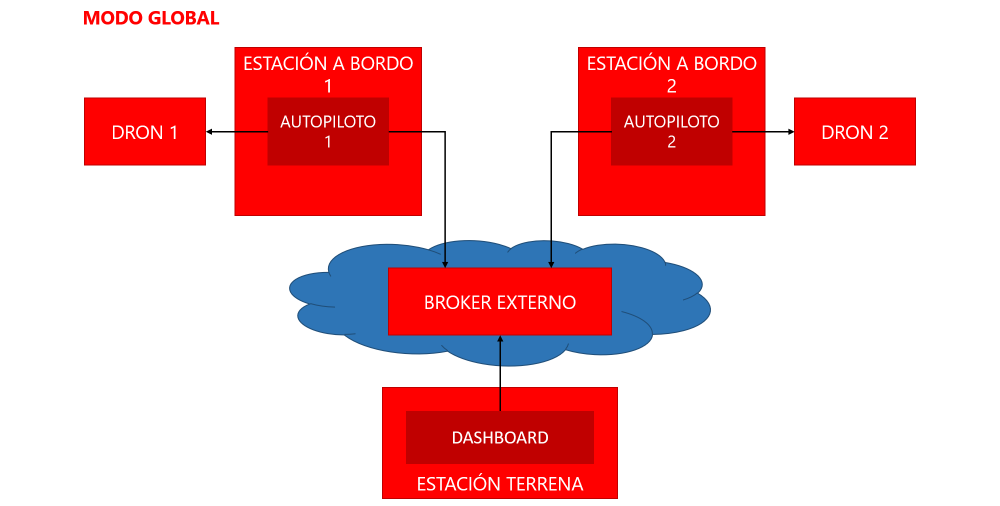 MODO GLOBAL
ESTACIÓN A BORDO
1
AUTOPILOTO
1
DRON 1
ESTACIÓN A BORDO
2
AUTOPILOTO
2
DRON 2
BROKER EXTERNO
DASHBOARD
ESTACIÓN TERRENA